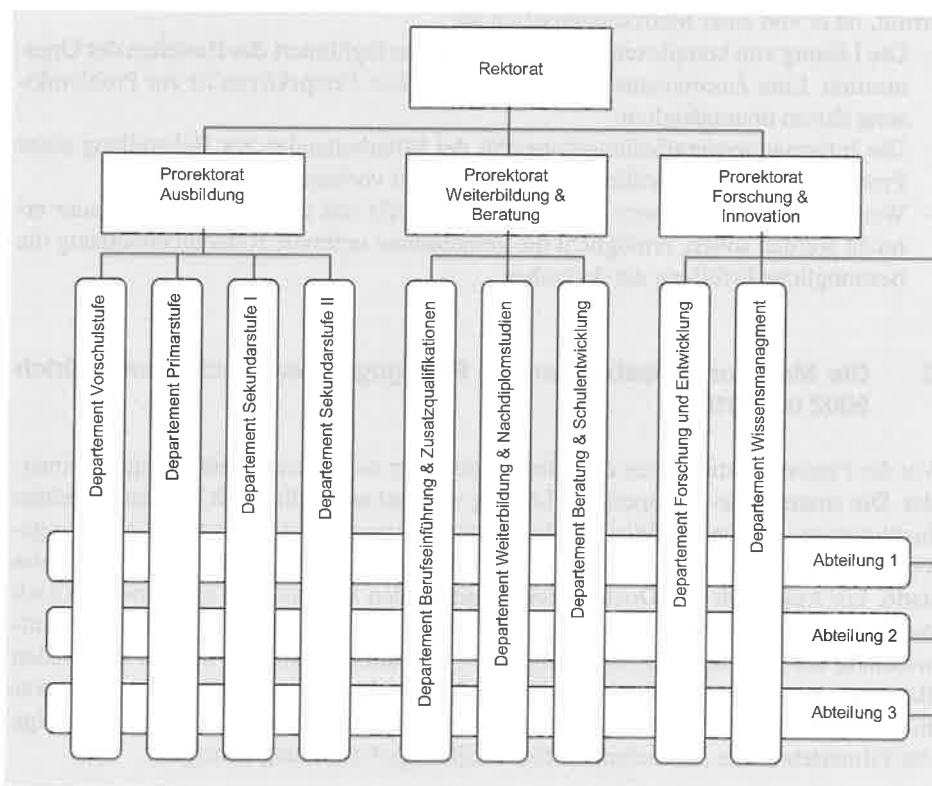 Rektorat
Prorektorat
Ausbildung
Prorektorat
Weiterbildung &
Beratung
Prorektorat
Forschung &
Innovation
Departement Vorschulstufe
Departement Primarstufe
Departement Sekundarstufe I
Departement Sekundarstufe II
Departement Berufseinführung & Zusatzqualifikationen
Departement Weiterbildung & Nachdiplomstudien
Departement Beratung & Schulentwicklung
Departement Forschung und Entwicklung
Departement Wissensmanagment
Abteilung 1
Abteilung 2
Abteilung 3